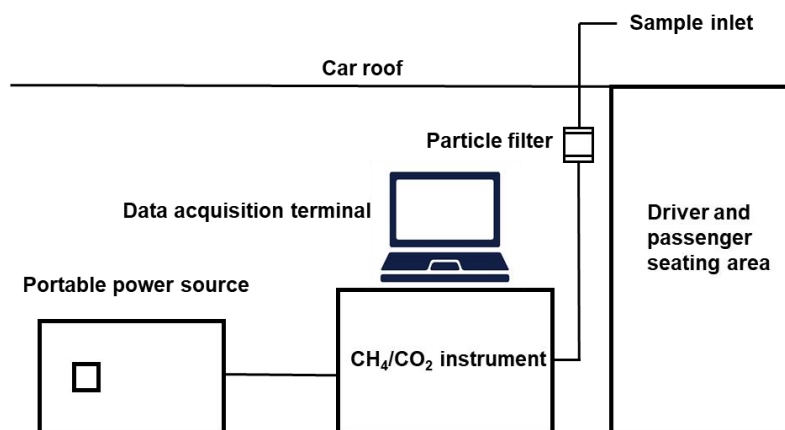 Sample inlet
Car roof
Particle filter
Data acquisition terminal
Driver and
passenger
seating area
Portable power source
CH₄/CO₂ instrument